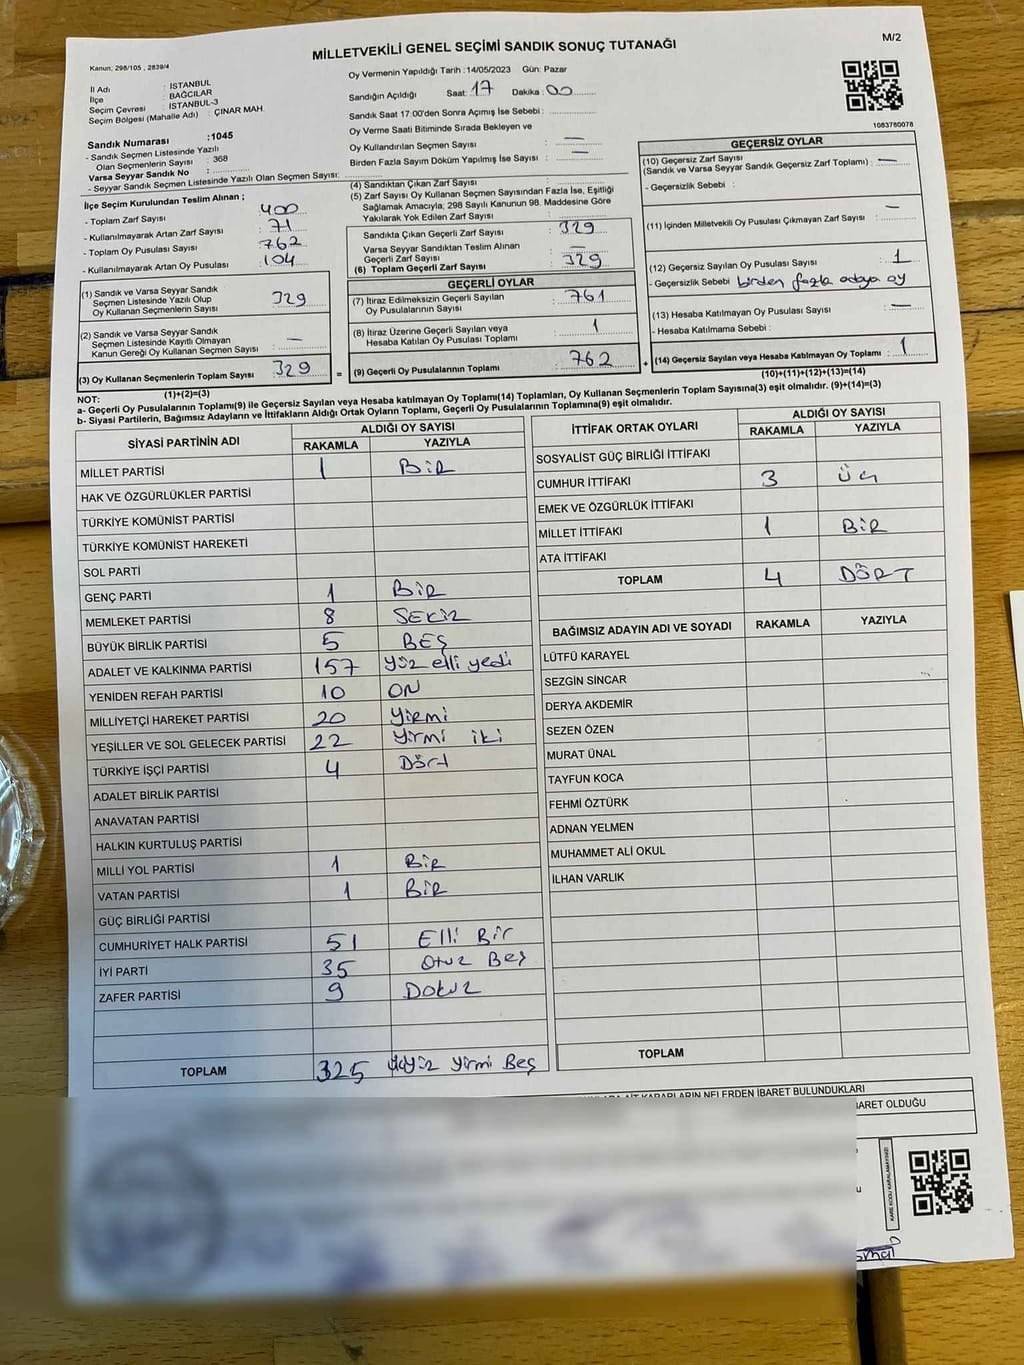 M/2
MİLLETVEKİLİ GENEL SEÇİMİ SANDIK SONUÇ TUTANAĞI
Kanun: 298/105 , 2839/4
İl Adı : İSTANBUL
İlçe : BAĞCILAR
Seçim Çevresi : İSTANBUL-3
Seçim Bölgesi (Mahalle Adı) : ÇINAR MAH.
Sandık Numarası :1045
- Sandık Seçmen Listesinde Yazılı
Olan Seçmenlerin Sayısı : 368
Varsa Seyyar Sandık No :
- Seyyar Sandık Seçmen Listesinde Yazılı Olan Seçmen Sayısı:
Oy Vermenin Yapıldığı Tarih :14/05/2023 Gün: Pazar
Sandığın Açıldığı Saat: 17 Dakika : 00
Sandık Saat 17:00'den Sonra Açımış İse Sebebi :
Oy Verme Saati Bitiminde Sırada Bekleyen ve
Oy Kullandırılan Seçmen Sayısı : —
Birden Fazla Sayım Döküm Yapılmış İse Sayısı : —
1083780078
İlçe Seçim Kurulundan Teslim Alınan ;
- Toplam Zarf Sayısı : 400
- Kullanılmayarak Artan Zarf Sayısı : 71
- Toplam Oy Pusulası Sayısı : 762
- Kullanılmayarak Artan Oy Pusulası : 104
(1) Sandık ve Varsa Seyyar Sandık
Seçmen Listesinde Yazılı Olup
Oy Kullanan Seçmenlerin Sayısı : 329
(2) Sandık ve Varsa Seyyar Sandık
Seçmen Listesinde Kayıtlı Olmayan
Kanun Gereği Oy Kullanan Seçmen Sayısı : —
(3) Oy Kullanan Seçmenlerin Toplam Sayısı : 329
(1)+(2)=(3)
(4) Sandıktan Çıkan Zarf Sayısı :
(5) Zarf Sayısı Oy Kullanan Seçmen Sayısından Fazla İse, Eşitliği
Sağlamak Amacıyla; 298 Sayılı Kanunun 98. Maddesine Göre
Yakılarak Yok Edilen Zarf Sayısı :
Sandıkta Çıkan Geçerli Zarf Sayısı : 329
Varsa Seyyar Sandıktan Teslim Alınan
Geçerli Zarf Sayısı : —
(6) Toplam Geçerli Zarf Sayısı : 329
GEÇERLİ OYLAR
(7) İtiraz Edilmeksizin Geçerli Sayılan
Oy Pusulalarının Sayısı : 761
(8) İtiraz Üzerine Geçerli Sayılan veya
Hesaba Katılan Oy Pusulası Toplamı : 1
= (9) Geçerli Oy Pusulalarının Toplamı : 762
GEÇERSİZ OYLAR
(10) Geçersiz Zarf Sayısı
(Sandık ve Varsa Seyyar Sandık Geçersiz Zarf Toplamı) : —
- Geçersizlik Sebebi :
(11) İçinden Milletvekili Oy Pusulası Çıkmayan Zarf Sayısı : —
(12) Geçersiz Sayılan Oy Pusulası Sayısı : 1
- Geçersizlik Sebebi birden fazla adaya oy
(13) Hesaba Katılmayan Oy Pusulası Sayısı : —
- Hesaba Katılmama Sebebi :
+ (14) Geçersiz Sayılan veya Hesaba Katılmayan Oy Toplamı : 1
(10)+(11)+(12)+(13)=(14)
NOT:
a- Geçerli Oy Pusulalarının Toplamı(9) ile Geçersiz Sayılan veya Hesaba katılmayan Oy Toplamı(14) Toplamları, Oy Kullanan Seçmenlerin Toplam Sayısına(3) eşit olmalıdır. (9)+(14)=(3)
b- Siyasi Partilerin, Bağımsız Adayların ve İttifakların Aldığı Ortak Oyların Toplamı, Geçerli Oy Pusulalarının Toplamına(9) eşit olmalıdır.
SİYASİ PARTİNİN ADI ALDIĞI OY SAYISI
RAKAMLA YAZIYLA
MİLLET PARTİSİ 1 BİR
HAK VE ÖZGÜRLÜKLER PARTİSİ
TÜRKİYE KOMÜNİST PARTİSİ
TÜRKİYE KOMÜNİST HAREKETİ
SOL PARTİ
GENÇ PARTİ 1 BİR
MEMLEKET PARTİSİ 8 SEKİZ
BÜYÜK BİRLİK PARTİSİ 5 BEŞ
ADALET VE KALKINMA PARTİSİ 157 Yüz elli yedi
YENİDEN REFAH PARTİSİ 10 ON
MİLLİYETÇİ HAREKET PARTİSİ 20 Yirmi
YEŞİLLER VE SOL GELECEK PARTİSİ 22 Yirmi iki
TÜRKİYE İŞÇİ PARTİSİ 4 Dört
ADALET BİRLİK PARTİSİ
ANAVATAN PARTİSİ
HALKIN KURTULUŞ PARTİSİ
MİLLİ YOL PARTİSİ 1 BİR
VATAN PARTİSİ 1 BİR
GÜÇ BİRLİĞİ PARTİSİ
CUMHURİYET HALK PARTİSİ 51 Elli Bir
İYİ PARTİ 35 Otuz Beş
ZAFER PARTİSİ 9 Dokuz
TOPLAM 325 üçyüz yirmi Beş
İTTİFAK ORTAK OYLARI ALDIĞI OY SAYISI
RAKAMLA YAZIYLA
SOSYALİST GÜÇ BİRLİĞİ İTTİFAKI
CUMHUR İTTİFAKI 3 Üç
EMEK VE ÖZGÜRLÜK İTTİFAKI
MİLLET İTTİFAKI 1 BİR
ATA İTTİFAKI
TOPLAM 4 DÖRT
BAĞIMSIZ ADAYIN ADI VE SOYADI RAKAMLA YAZIYLA
LÜTFÜ KARAYEL
SEZGİN SİNCAR
DERYA AKDEMİR
SEZEN ÖZEN
MURAT ÜNAL
TAYFUN KOCA
FEHMİ ÖZTÜRK
ADNAN YELMEN
MUHAMMET ALİ OKUL
İLHAN VARLIK
TOPLAM
KARARLARIN NELERDEN İBARET BULUNDUKLARI
İBARET OLDUĞU
KARE KODU KARALAMAYINIZ!